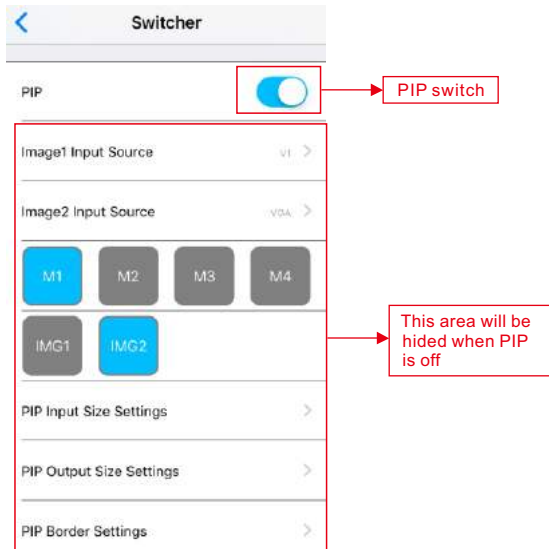 Switcher
PIP
PIP switch
Image1 Input Source V1
Image2 Input Source VGA
M1 M2 M3 M4
This area will be
hided when PIP
is off
IMG1 IMG2
PIP Input Size Settings
PIP Output Size Settings
PIP Border Settings